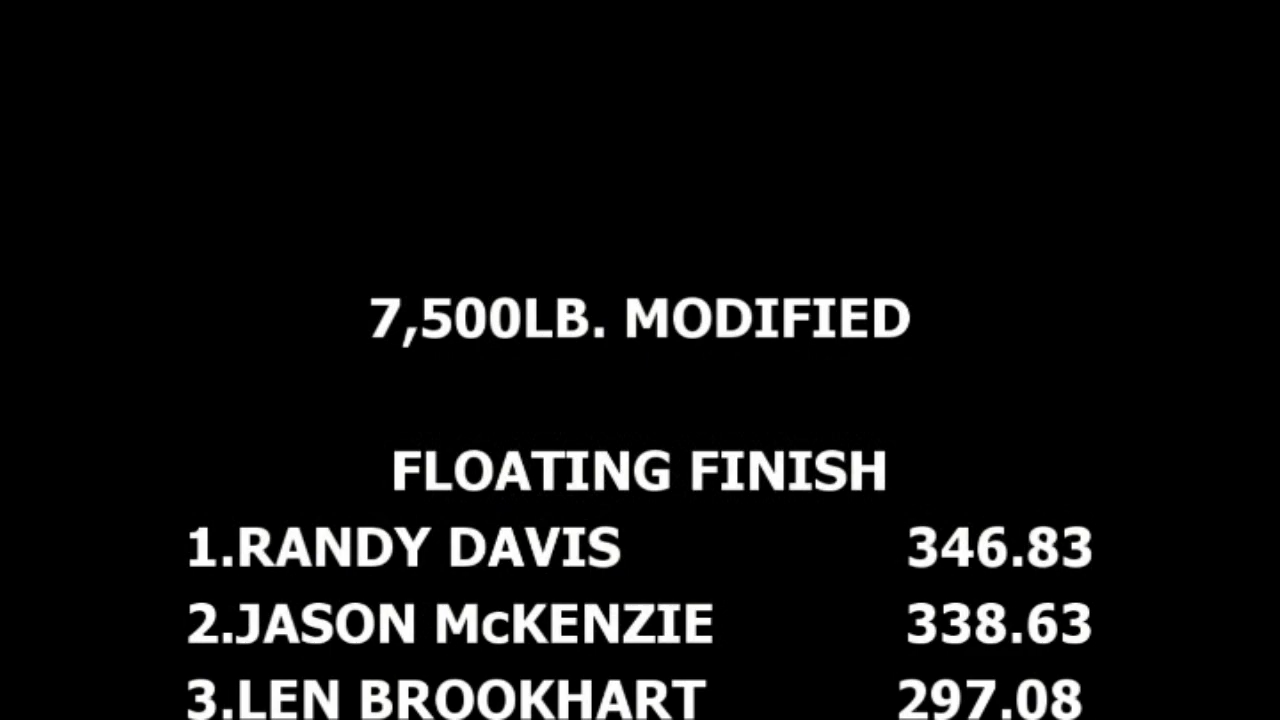 7,500LB. MODIFIED
FLOATING FINISH
1.RANDY DAVIS 346.83
2.JASON McKENZIE 338.63
3.LEN BROOKHART 297.08